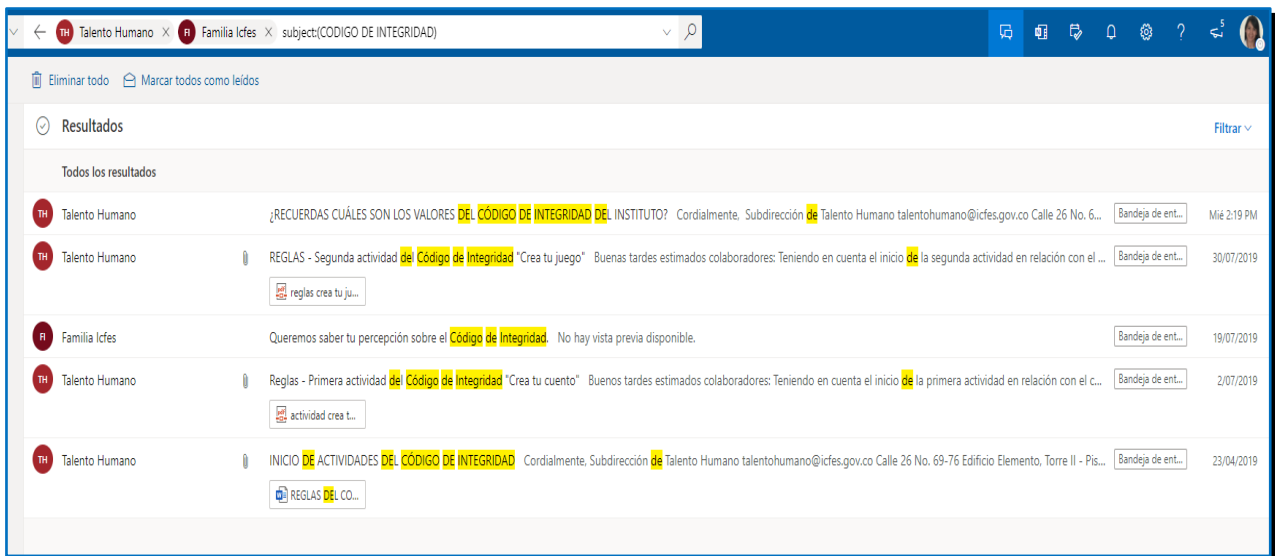 TH Talento Humano × FI Familia Icfes × subject:(CODIGO DE INTEGRIDAD) 5
Eliminar todo Marcar todos como leídos
Resultados Filtrar
Todos los resultados
TH Talento Humano ¿RECUERDAS CUÁLES SON LOS VALORES DEL CÓDIGO DE INTEGRIDAD DEL INSTITUTO? Cordialmente, Subdirección de Talento Humano talentohumano@icfes.gov.co Calle 26 No. 6... Bandeja de ent... Mié 2:19 PM
TH Talento Humano REGLAS - Segunda actividad del Código de Integridad "Crea tu juego" Buenas tardes estimados colaboradores: Teniendo en cuenta el inicio de la segunda actividad en relación con el ... Bandeja de ent... 30/07/2019
reglas crea tu ju...
FI Familia Icfes Queremos saber tu percepción sobre el Código de Integridad. No hay vista previa disponible. Bandeja de ent... 19/07/2019
TH Talento Humano Reglas - Primera actividad del Código de Integridad "Crea tu cuento" Buenos tardes estimados colaboradores: Teniendo en cuenta el inicio de la primera actividad en relación con el c... Bandeja de ent... 2/07/2019
actividad crea t...
TH Talento Humano INICIO DE ACTIVIDADES DEL CÓDIGO DE INTEGRIDAD Cordialmente, Subdirección de Talento Humano talentohumano@icfes.gov.co Calle 26 No. 69-76 Edificio Elemento, Torre II - Pis... Bandeja de ent... 23/04/2019
REGLAS DEL CO...